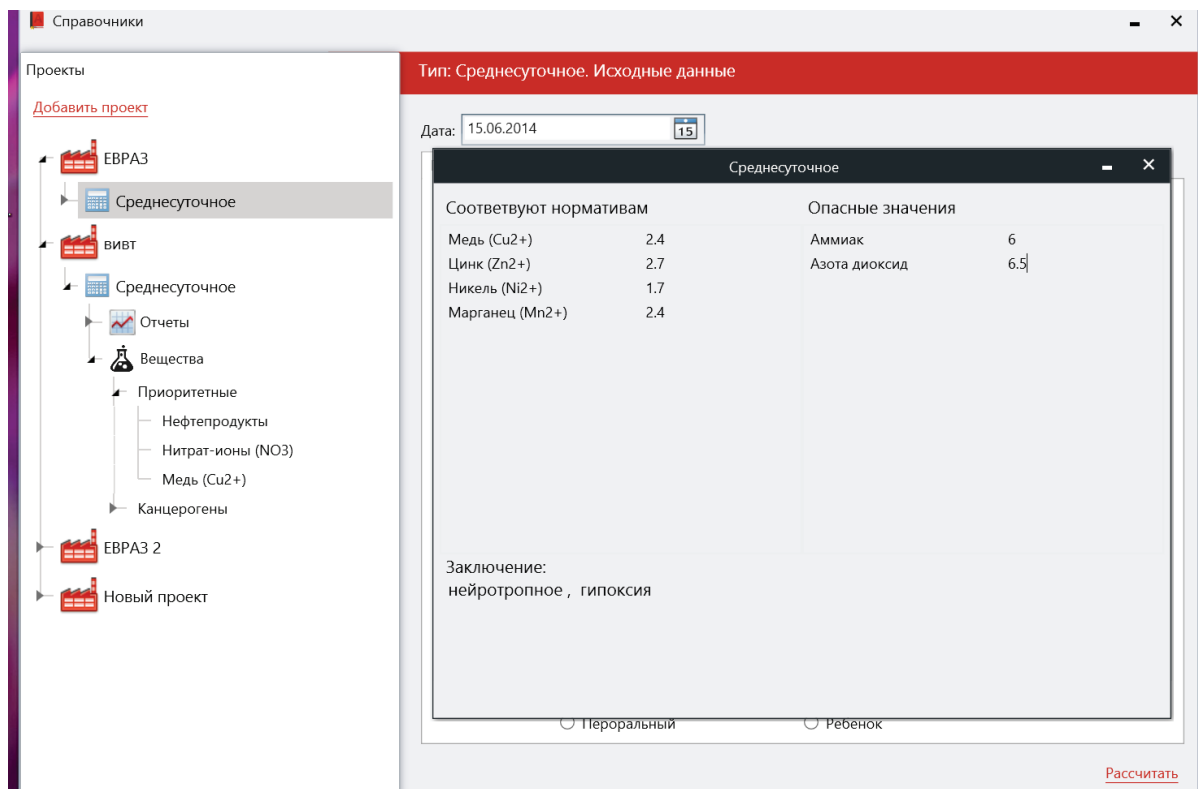 Справочники
Проекты
Добавить проект
ЕВРАЗ
Среднесуточное
вивт
Среднесуточное
Отчеты
Вещества
Приоритетные
Нефтепродукты
Нитрат-ионы (NO3)
Медь (Cu2+)
Канцерогены
ЕВРАЗ 2
Новый проект
Тип: Среднесуточное. Исходные данные
Дата: 15.06.2014 15
Среднесуточное
Соответвуют нормативам Опасные значения
Медь (Cu2+) 2.4 Аммиак 6
Цинк (Zn2+) 2.7 Азота диоксид 6.5
Никель (Ni2+) 1.7
Марганец (Mn2+) 2.4
Заключение:
нейротропное , гипоксия
Пероральный Ребенок
Рассчитать